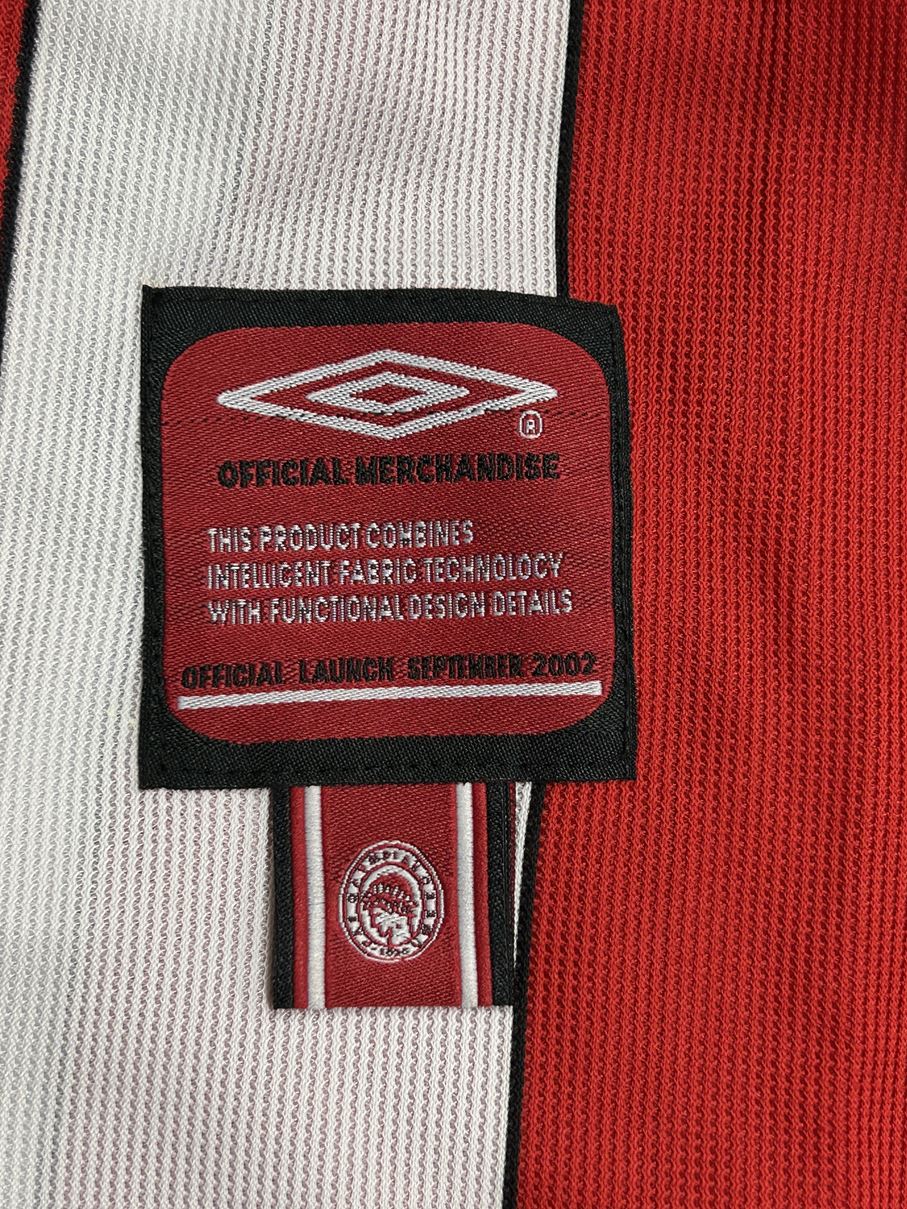 ®
OFFICIAL MERCHANDISE
THIS PRODUCT COMBINES
INTELLIGENT FABRIC TECHNOLOGY
WITH FUNCTIONAL DESIGN DETAILS
OFFICIAL LAUNCH SEPTEMBER 2002